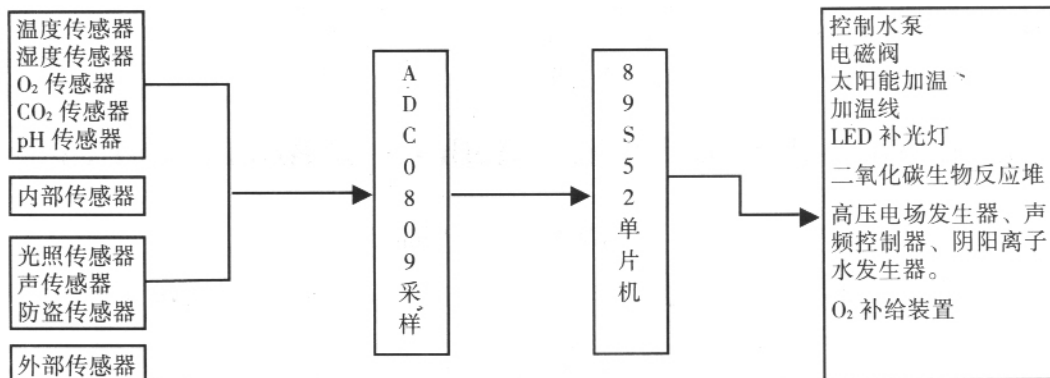 温度传感器
湿度传感器
O₂ 传感器
CO₂ 传感器
pH 传感器
内部传感器
光照传感器
声传感器
防盗传感器
外部传感器
ADC0809采样
89S52单片机
控制水泵
电磁阀
太阳能加温
加温线
LED 补光灯
二氧化碳生物反应堆
高压电场发生器、声
频控制器、阴阳离子
水发生器。
O₂ 补给装置